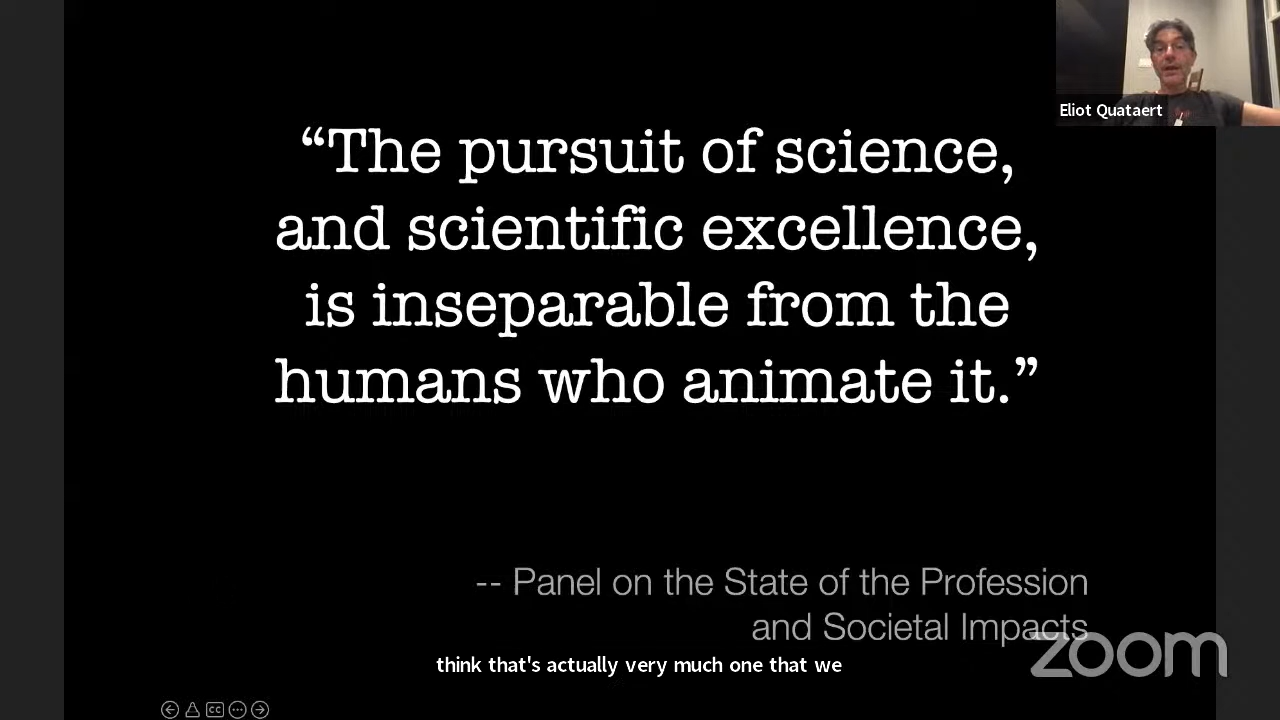 Eliot Quataert
“The pursuit of science,
and scientific excellence,
is inseparable from the
humans who animate it.”
-- Panel on the State of the Profession
and Societal Impacts
zoom
think that's actually very much one that we
CC